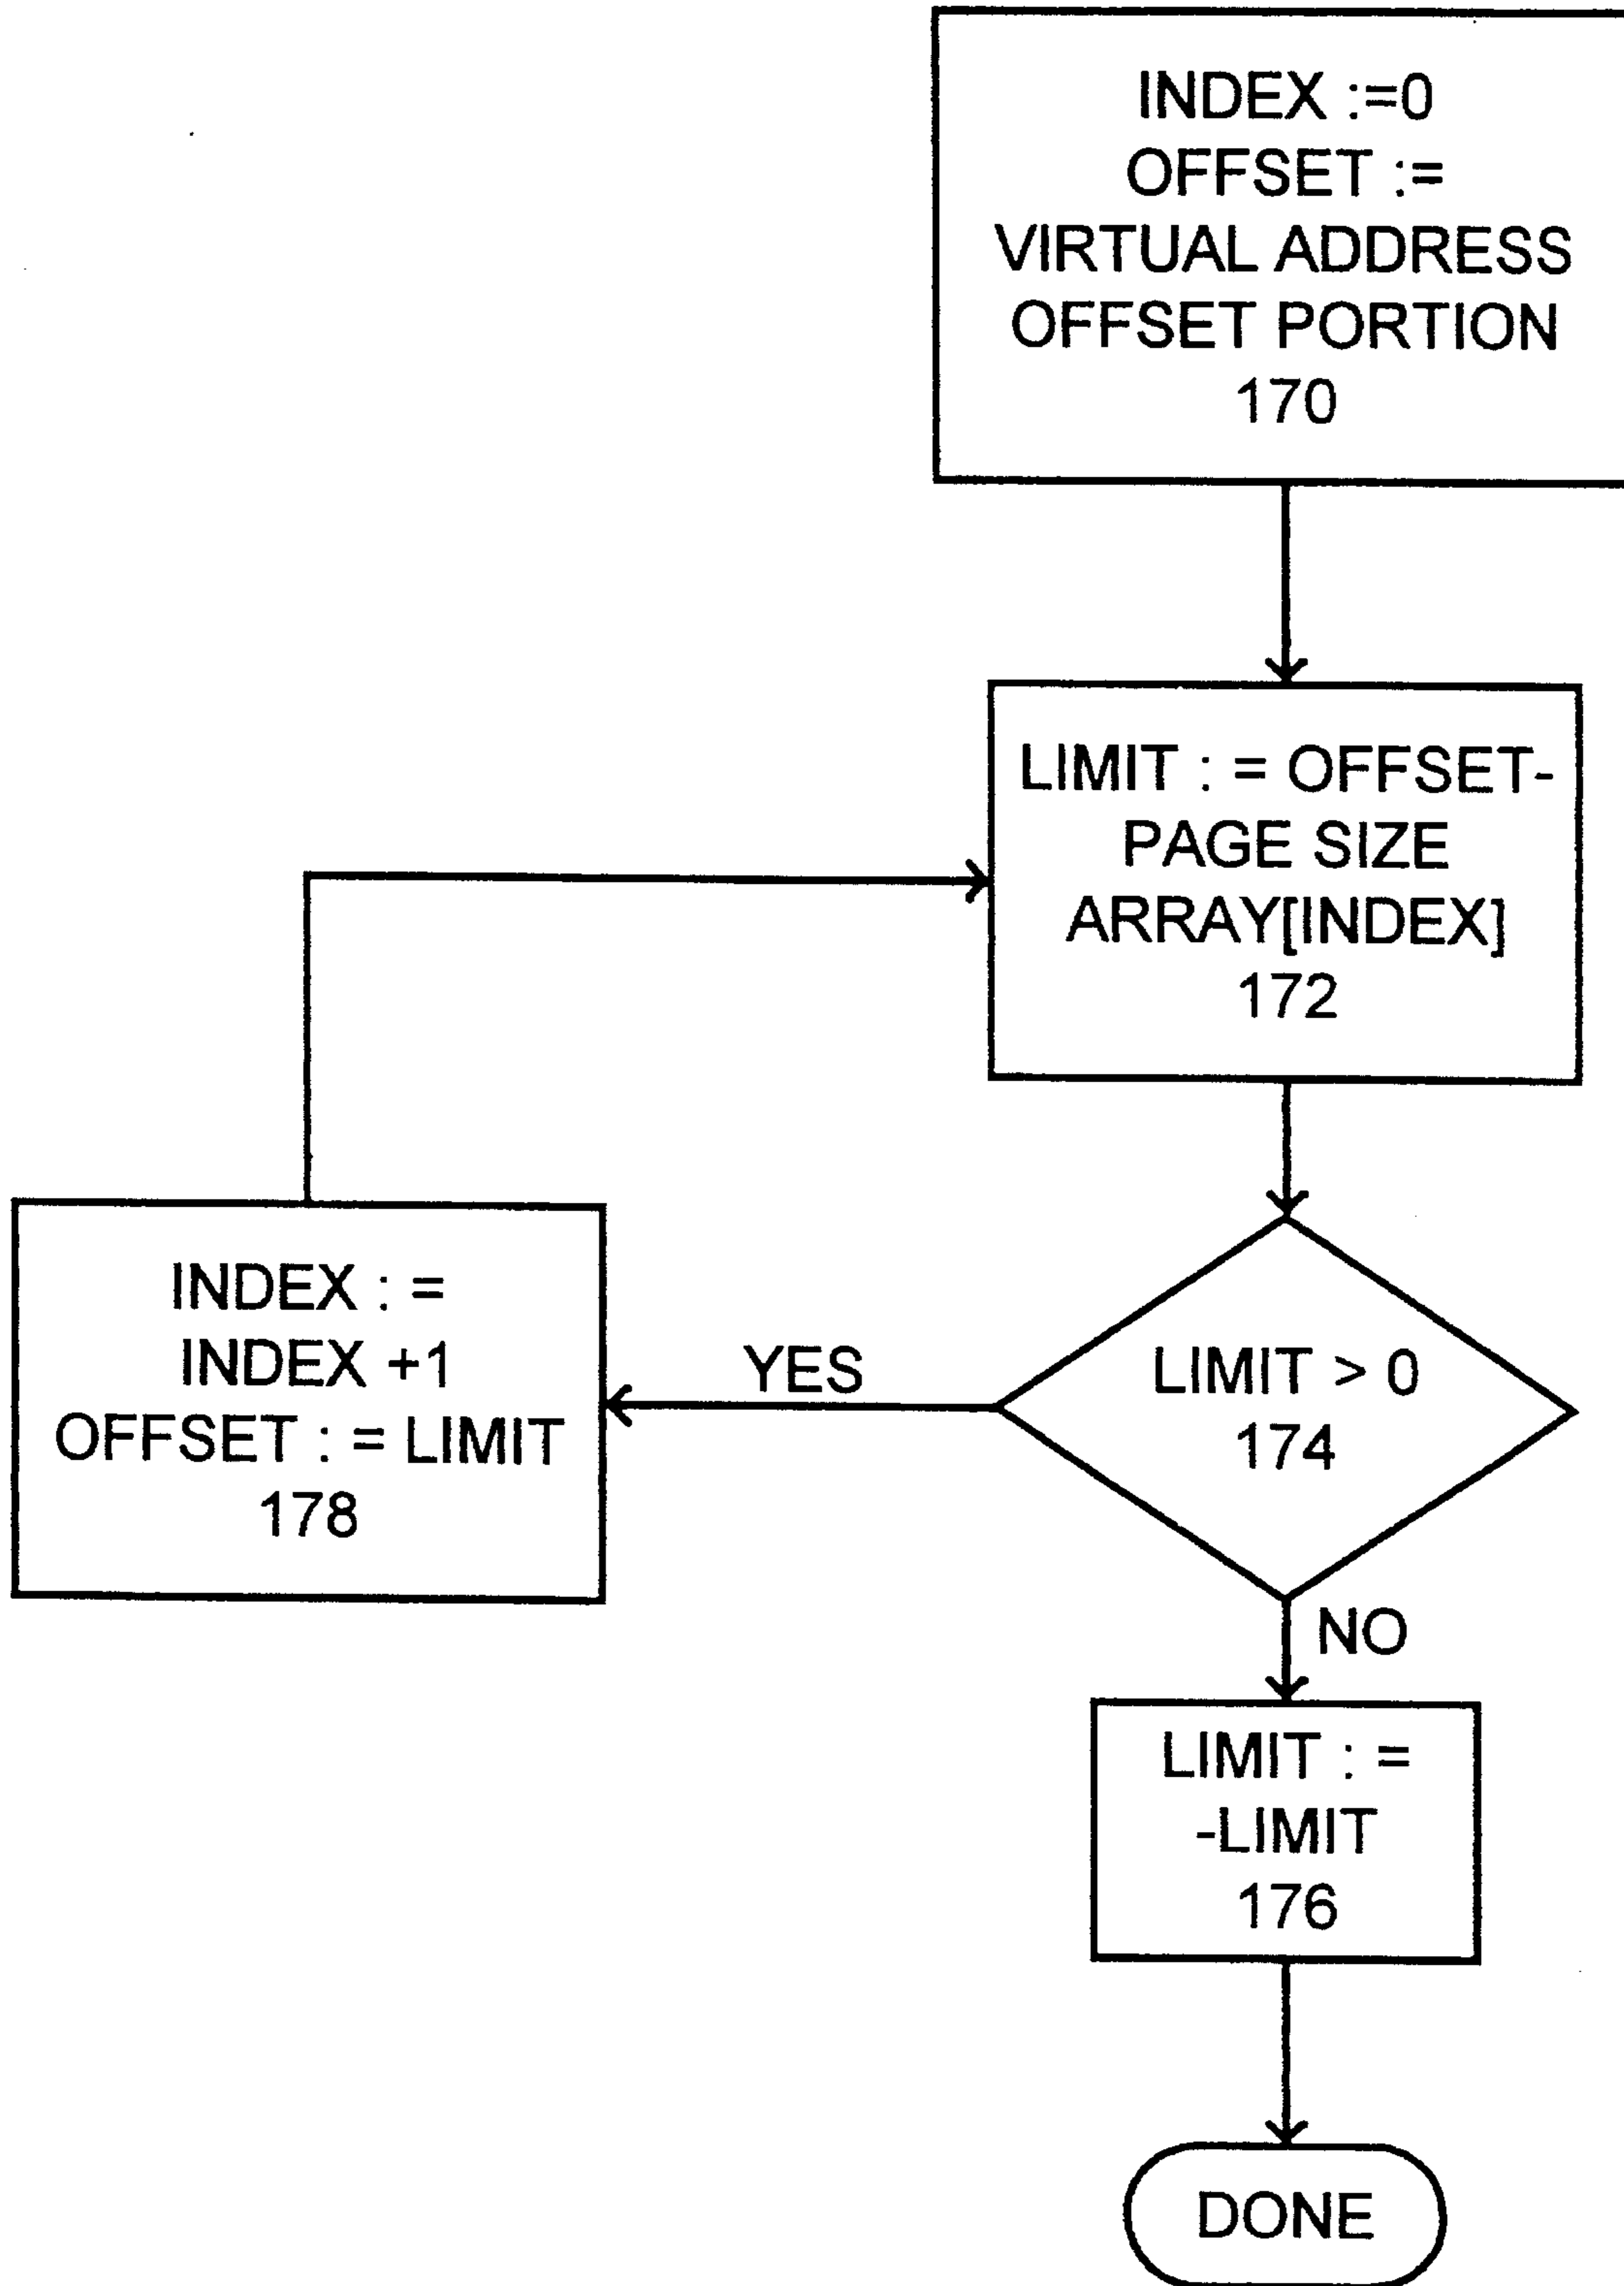 INDEX :=0
OFFSET :=
VIRTUAL ADDRESS
OFFSET PORTION
170
LIMIT : = OFFSET-
PAGE SIZE
ARRAY[INDEX]
172
LIMIT > 0
174
YES
INDEX : =
INDEX +1
OFFSET : = LIMIT
178
NO
LIMIT : =
-LIMIT
176
DONE